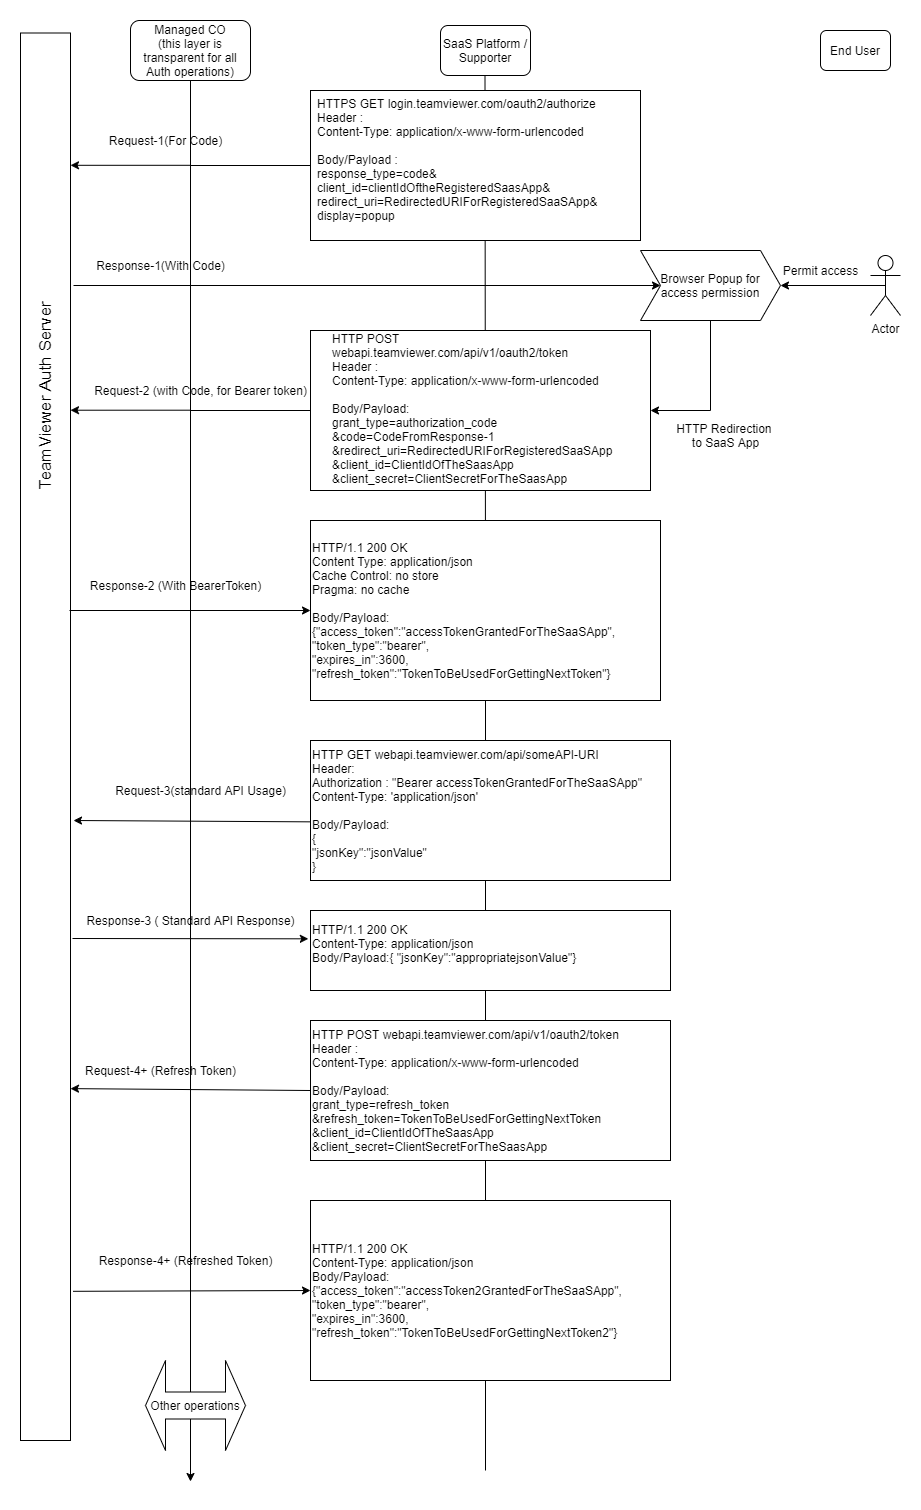 Managed CO
(this layer is
transparent for all
Auth operations)
SaaS Platform /
Supporter
End User
TeamViewer Auth Server
HTTPS GET login.teamviewer.com/oauth2/authorize
Header :
Content-Type: application/x-www-form-urlencoded
Body/Payload :
response_type=code&
client_id=clientIdOftheRegisteredSaasApp&
redirect_uri=RedirectedURIForRegisteredSaaSApp&
display=popup
Request-1(For Code)
Response-1(With Code)
Browser Popup for
access permission
Permit access
Actor
HTTP POST
webapi.teamviewer.com/api/v1/oauth2/token
Header :
Content-Type: application/x-www-form-urlencoded
Body/Payload:
grant_type=authorization_code
&code=CodeFromResponse-1
&redirect_uri=RedirectedURIForRegisteredSaaSApp
&client_id=ClientIdOfTheSaasApp
&client_secret=ClientSecretForTheSaasApp
Request-2 (with Code, for Bearer token)
HTTP Redirection
to SaaS App
HTTP/1.1 200 OK
Content Type: application/json
Cache Control: no store
Pragma: no cache
Body/Payload:
{"access_token":"accessTokenGrantedForTheSaaSApp",
"token_type":"bearer",
"expires_in":3600,
"refresh_token":"TokenToBeUsedForGettingNextToken"}
Response-2 (With BearerToken)
HTTP GET webapi.teamviewer.com/api/someAPI-URI
Header:
Authorization : "Bearer accessTokenGrantedForTheSaaSApp"
Content-Type: 'application/json'
Body/Payload:
{
"jsonKey":"jsonValue"
}
Request-3(standard API Usage)
Response-3 ( Standard API Response)
HTTP/1.1 200 OK
Content-Type: application/json
Body/Payload:{ "jsonKey":"appropriatejsonValue"}
HTTP POST webapi.teamviewer.com/api/v1/oauth2/token
Header :
Content-Type: application/x-www-form-urlencoded
Body/Payload:
grant_type=refresh_token
&refresh_token=TokenToBeUsedForGettingNextToken
&client_id=ClientIdOfTheSaasApp
&client_secret=ClientSecretForTheSaasApp
Request-4+ (Refresh Token)
HTTP/1.1 200 OK
Content-Type: application/json
Body/Payload:
{"access_token":"accessToken2GrantedForTheSaaSApp",
"token_type":"bearer",
"expires_in":3600,
"refresh_token":"TokenToBeUsedForGettingNextToken2"}
Response-4+ (Refreshed Token)
Other operations